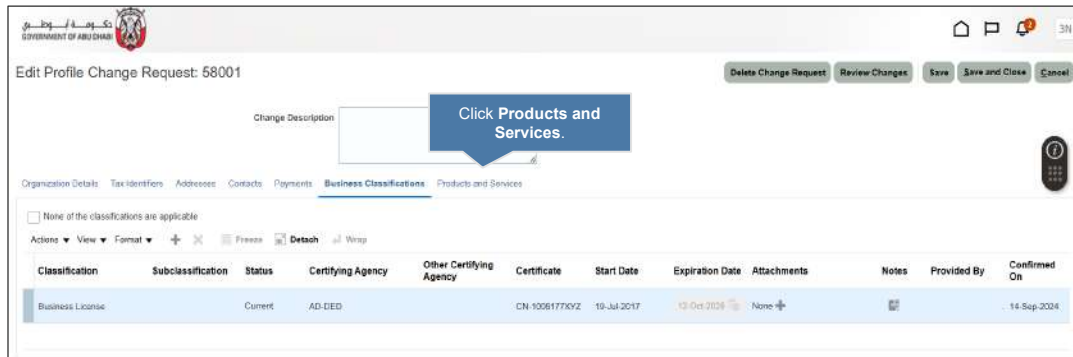 GOVERNMENT OF ABU DHABI
2
3N
Edit Profile Change Request: 58001
Delete Change Request Review Changes Save Save and Close Cancel
Change Description
Click Products and
Services.
Organization Details Tax Identifiers Addresses Contacts Payments Business Classifications Products and Services
None of the classifications are applicable
Actions View Format Freeze Detach Wrap
Classification Subclassification Status Certifying Agency Other Certifying Agency Certificate Start Date Expiration Date Attachments Notes Provided By Confirmed On
Business License Current AD-DED CN-1006177XYZ 19-Jul-2017 None 14-Sep-2024